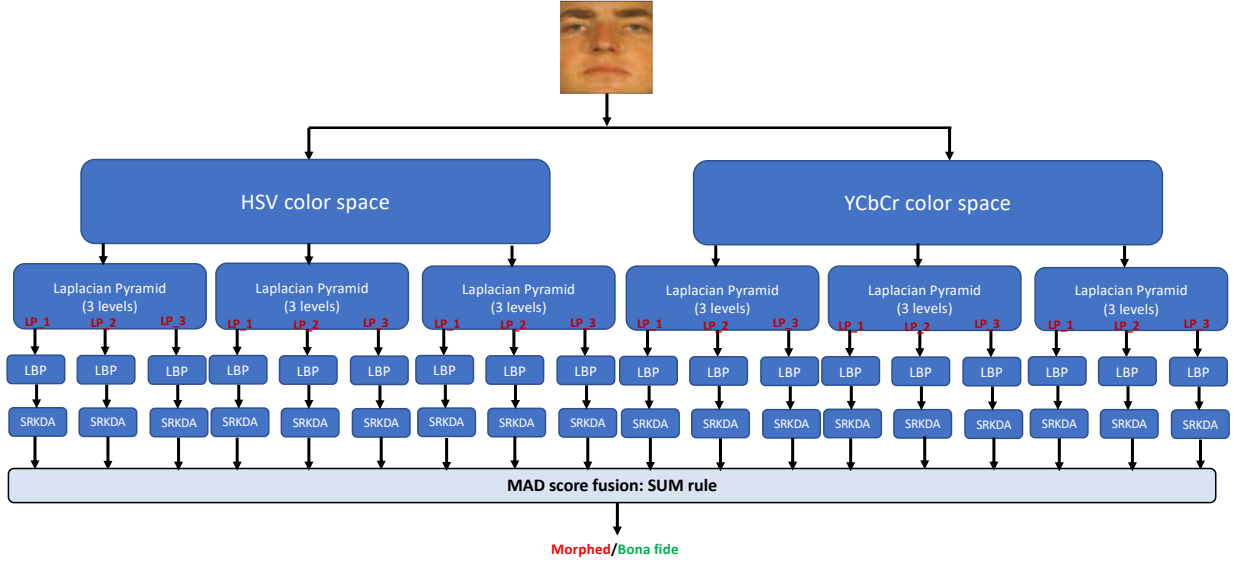 HSV color space
YCbCr color space
Laplacian Pyramid
(3 levels)
LP_1 LP_2 LP_3
Laplacian Pyramid
(3 levels)
LP_1 LP_2 LP_3
Laplacian Pyramid
(3 levels)
LP_1 LP_2 LP_3
Laplacian Pyramid
(3 levels)
LP_1 LP_2 LP_3
Laplacian Pyramid
(3 levels)
LP_1 LP_2 LP_3
Laplacian Pyramid
(3 levels)
LP_1 LP_2 LP_3
LBP LBP LBP LBP LBP LBP LBP LBP LBP LBP LBP LBP LBP LBP LBP LBP LBP LBP
SRKDA SRKDA SRKDA SRKDA SRKDA SRKDA SRKDA SRKDA SRKDA SRKDA SRKDA SRKDA SRKDA SRKDA SRKDA SRKDA SRKDA SRKDA
MAD score fusion: SUM rule
Morphed/Bona fide